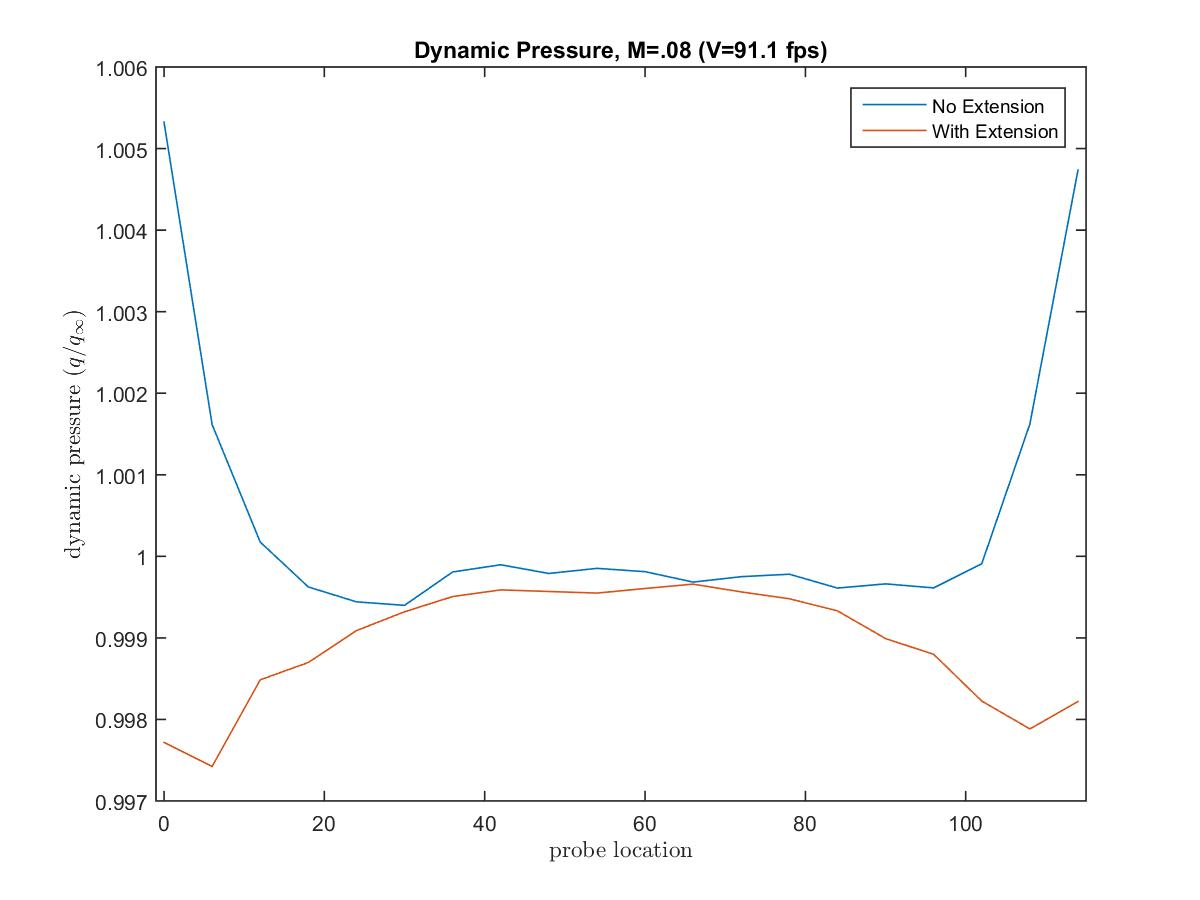 Dynamic Pressure, M=.08 (V=91.1 fps)
1.006
1.005
1.004
1.003
1.002
1.001
1
0.999
0.998
0.997
dynamic pressure (q/q∞)
No Extension
With Extension
0 20 40 60 80 100
probe location